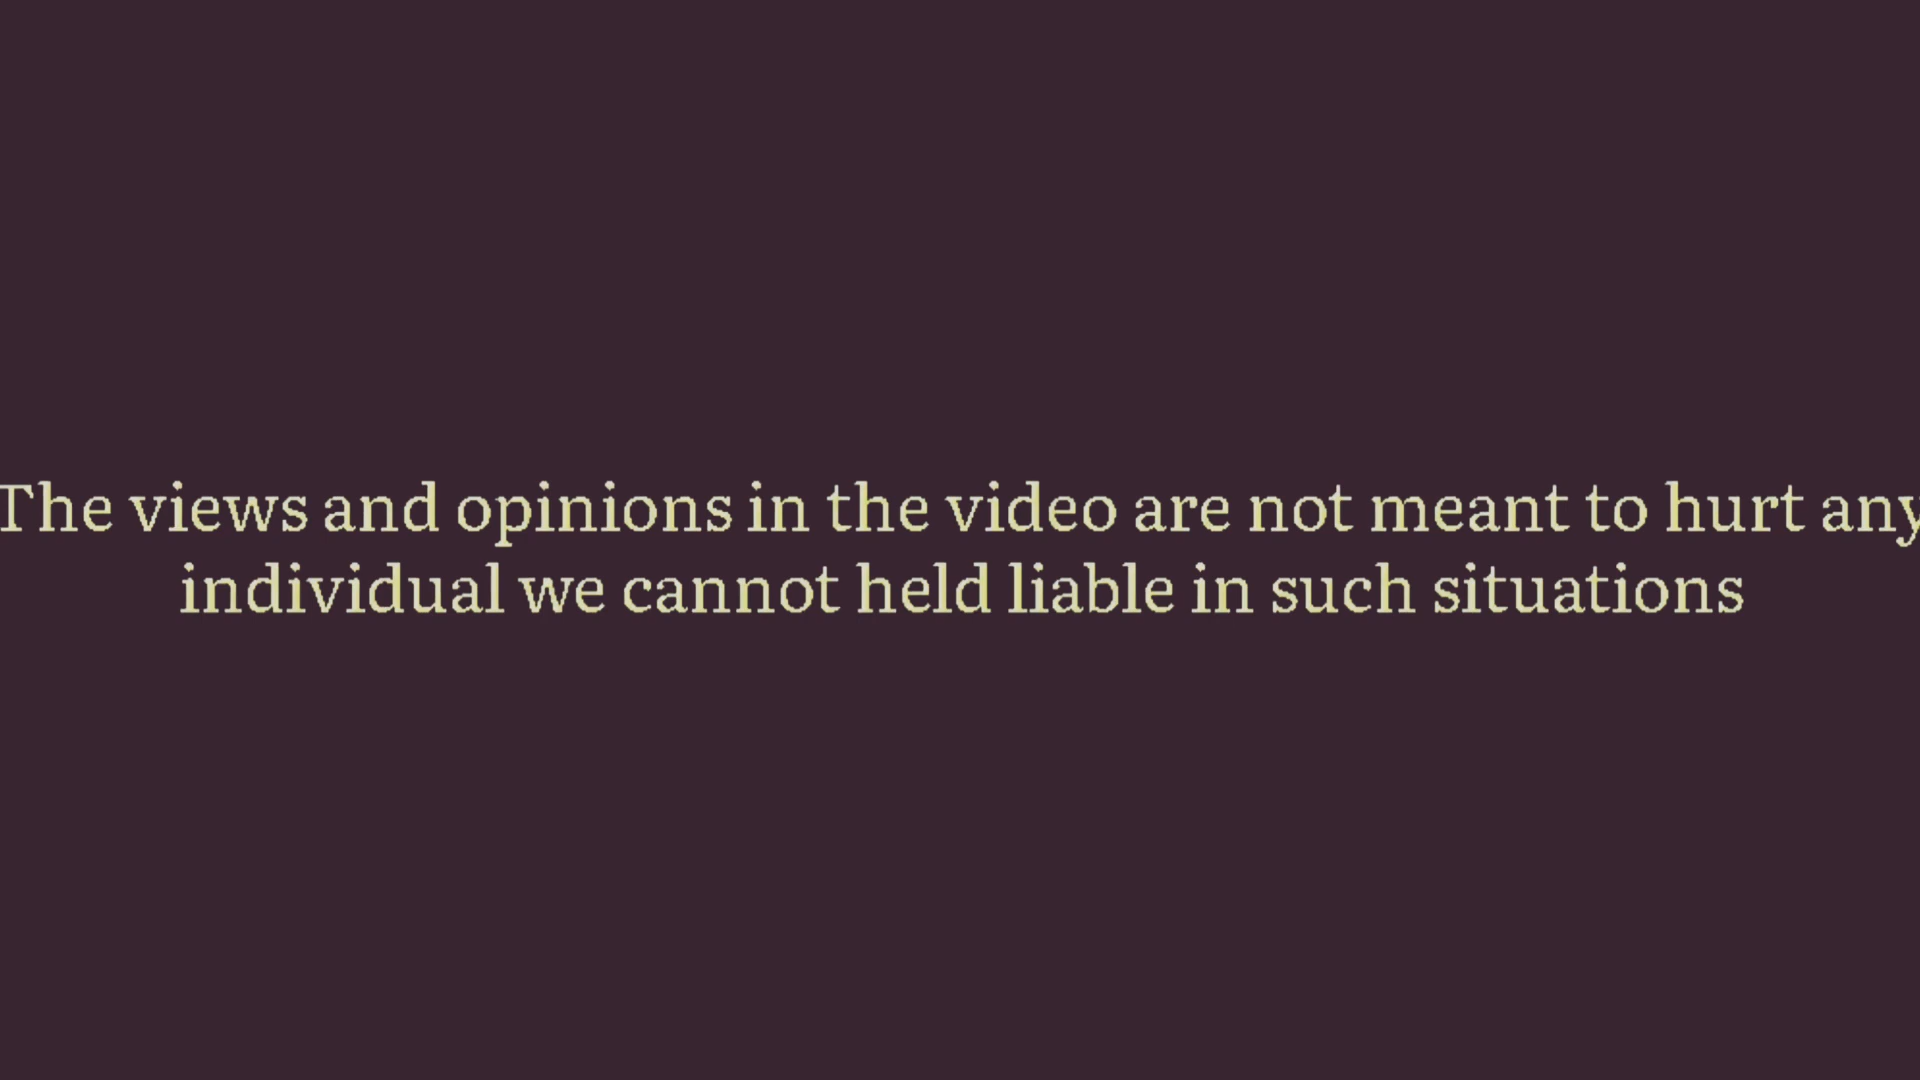 The views and opinions in the video are not meant to hurt any
individual we cannot held liable in such situations